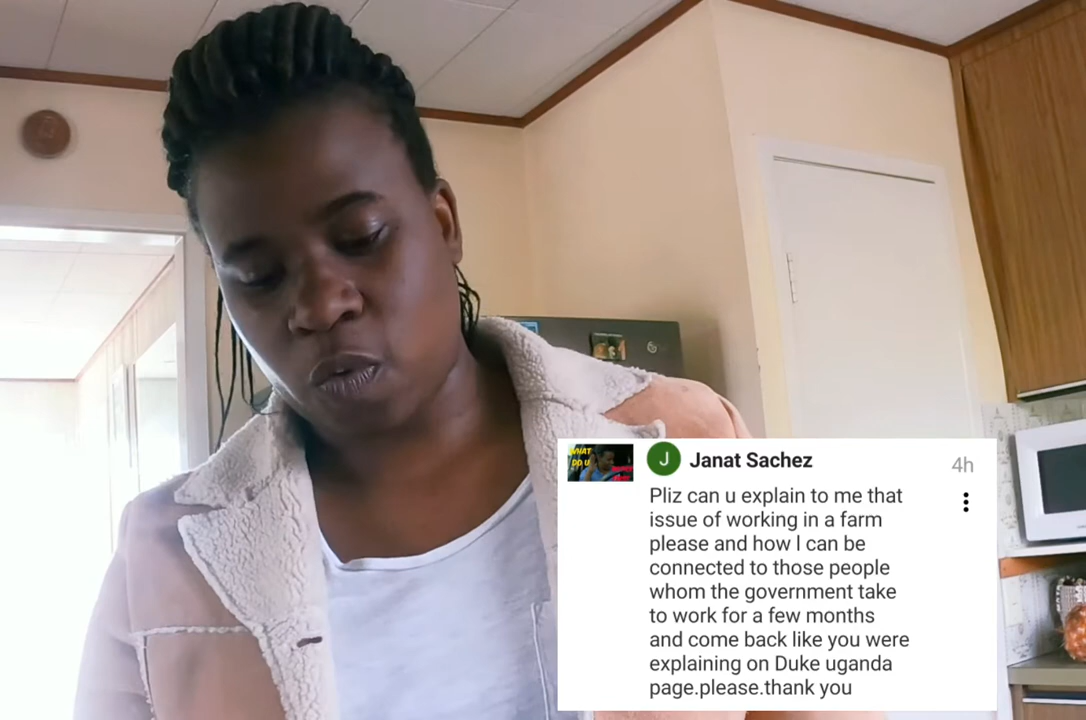 WHAT
DO U
J
Janat Sachez
4h
Pliz can u explain to me that
issue of working in a farm
please and how I can be
connected to those people
whom the government take
to work for a few months
and come back like you were
explaining on Duke uganda
page.please.thank you